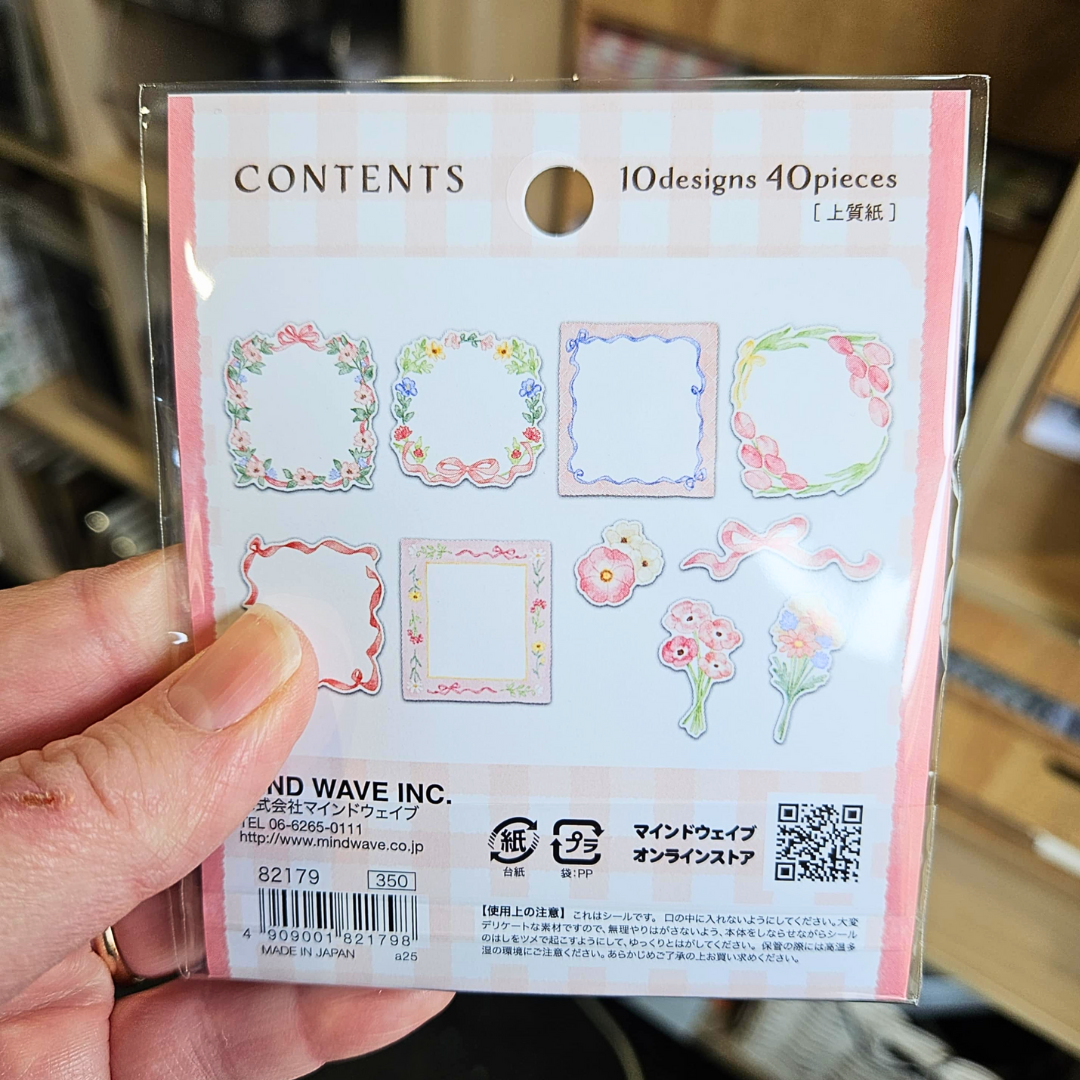 CONTENTS
10designs 40pieces
[上質紙]
ND WAVE INC.
式会社マインドウェイブ
TEL 06-6265-0111
http://www.mindwave.co.jp
紙
台紙
プラ
袋:PP
マインドウェイブ
オンラインストア
82179
350
4 909001 821798
MADE IN JAPAN
a25
【使用上の注意】これはシールです。口の中に入れないようにしてください。大変
デリケートな素材ですので、無理やりはがさないよう、本体をしならせながらシール
のはしをツメで起こすようにして、ゆっくりとはがしてください。保管の際には高温多
湿の環境にご注意ください。あらかじめご了承の上お買い求めください。